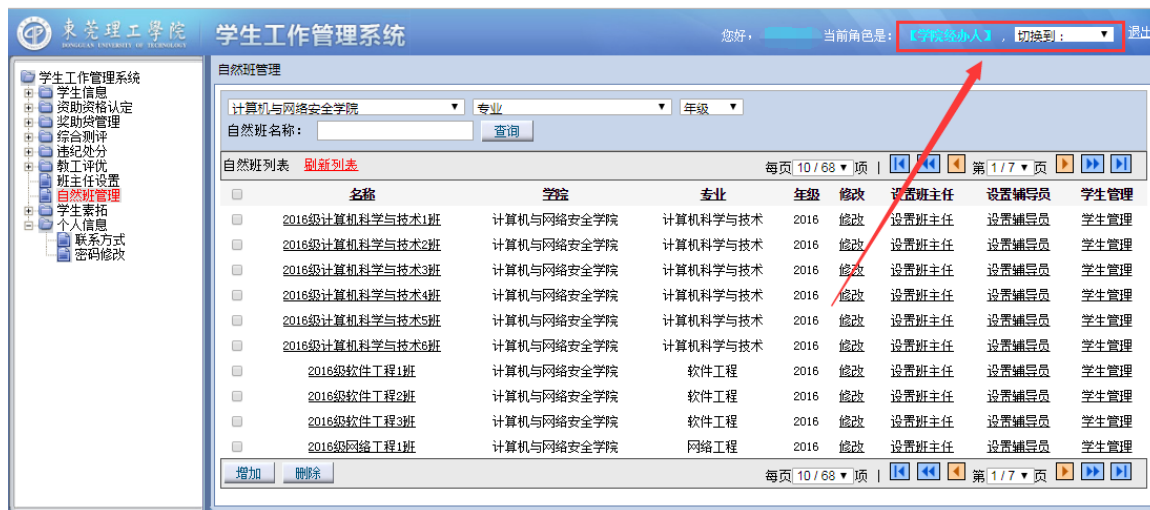 東莞理工學院
DONGGUAN UNIVERSITY OF TECHNOLOGY
学生工作管理系统
您好，
当前角色是：
【学院经办人】
，
切换到：
退出
学生工作管理系统
学生信息
资助资格认定
奖助贷管理
综合测评
违纪处分
教工评优
班主任设置
自然班管理
学生素拓
个人信息
联系方式
密码修改
自然班管理
计算机与网络安全学院 专业 年级
自然班名称： 查询
自然班列表 刷新列表 每页 10 / 68 项 | 第 1 / 7 页
名称 学院 专业 年级 修改 设置班主任 设置辅导员 学生管理
2016级计算机科学与技术1班 计算机与网络安全学院 计算机科学与技术 2016 修改 设置班主任 设置辅导员 学生管理
2016级计算机科学与技术2班 计算机与网络安全学院 计算机科学与技术 2016 修改 设置班主任 设置辅导员 学生管理
2016级计算机科学与技术3班 计算机与网络安全学院 计算机科学与技术 2016 修改 设置班主任 设置辅导员 学生管理
2016级计算机科学与技术4班 计算机与网络安全学院 计算机科学与技术 2016 修改 设置班主任 设置辅导员 学生管理
2016级计算机科学与技术5班 计算机与网络安全学院 计算机科学与技术 2016 修改 设置班主任 设置辅导员 学生管理
2016级计算机科学与技术6班 计算机与网络安全学院 计算机科学与技术 2016 修改 设置班主任 设置辅导员 学生管理
2016级软件工程1班 计算机与网络安全学院 软件工程 2016 修改 设置班主任 设置辅导员 学生管理
2016级软件工程2班 计算机与网络安全学院 软件工程 2016 修改 设置班主任 设置辅导员 学生管理
2016级软件工程3班 计算机与网络安全学院 软件工程 2016 修改 设置班主任 设置辅导员 学生管理
2016级网络工程1班 计算机与网络安全学院 网络工程 2016 修改 设置班主任 设置辅导员 学生管理
增加 删除 每页 10 / 68 项 | 第 1 / 7 页